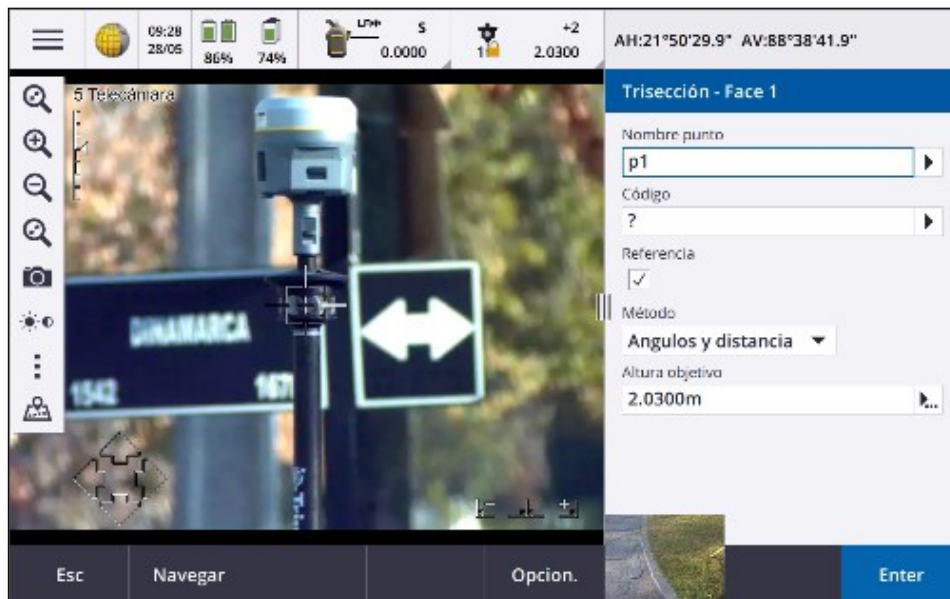 09:28
28/05
86%
74%
S
0.0000
1
+2
2.0300
AH:21°50'29.9" AV:88°38'41.9"
5 Telecámara
DINAMARCA
1542
167
Trisección - Face 1
Nombre punto
p1
Código
?
Referencia
Método
Angulos y distancia
Altura objetivo
2.0300m
Esc
Navegar
Opcion.
Enter